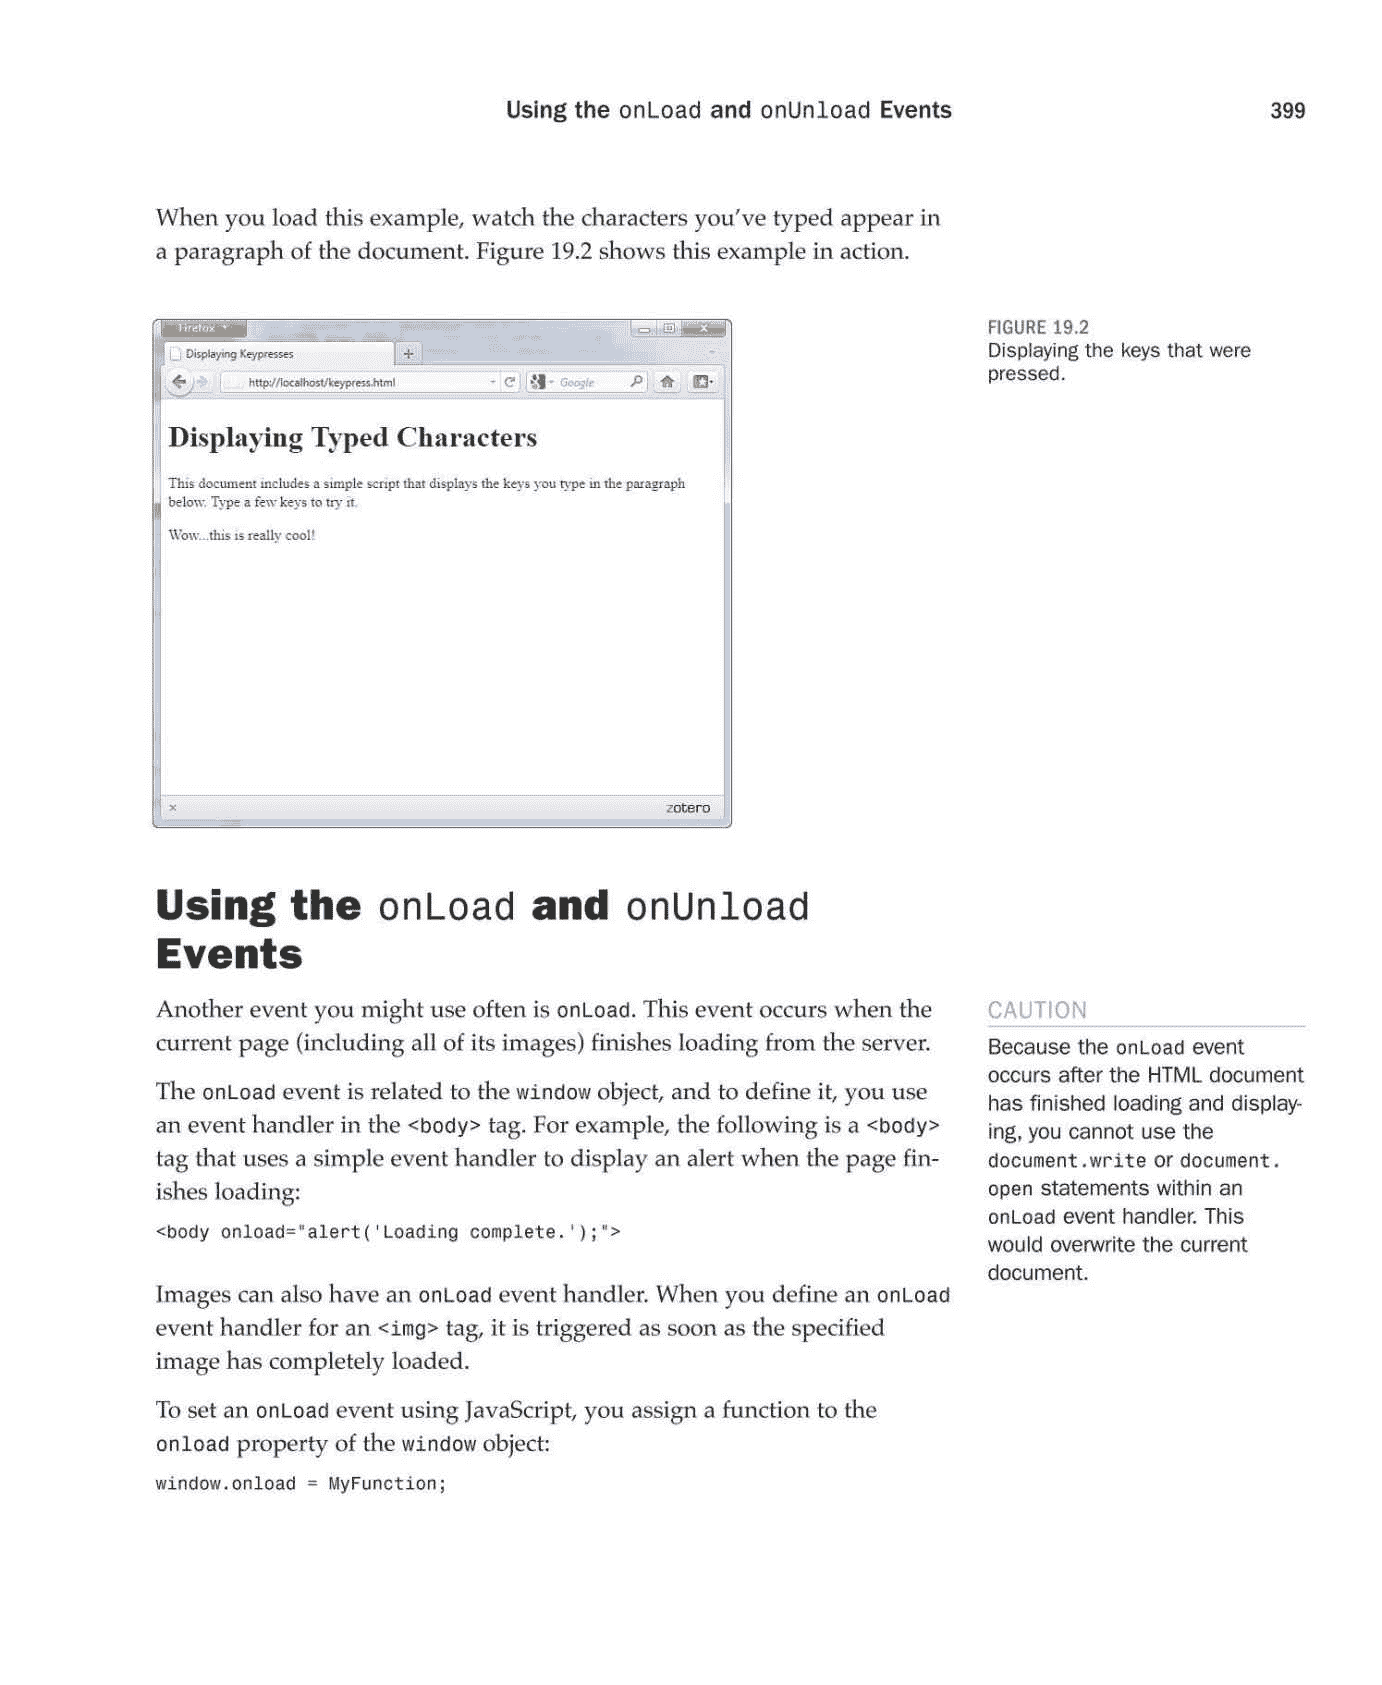 Using the onLoad and onUnload Events 399
When you load this example, watch the characters you've typed appear in
a paragraph of the document. Figure 19.2 shows this example in action.
Firefox
Displaying Keypresses
http://localhost/keypress.html
Google
Displaying Typed Characters
This document includes a simple script that displays the keys you type in the paragraph
below. Type a few keys to try it.
Wow...this is really cool!
x zotero
FIGURE 19.2
Displaying the keys that were
pressed.
Using the onLoad and onUnload
Events
Another event you might use often is onLoad. This event occurs when the
current page (including all of its images) finishes loading from the server.
The onLoad event is related to the window object, and to define it, you use
an event handler in the <body> tag. For example, the following is a <body>
tag that uses a simple event handler to display an alert when the page fin-
ishes loading:
<body onload="alert('Loading complete.');">
Images can also have an onLoad event handler. When you define an onLoad
event handler for an <img> tag, it is triggered as soon as the specified
image has completely loaded.
To set an onLoad event using JavaScript, you assign a function to the
onload property of the window object:
window.onload = MyFunction;
CAUTION
Because the onLoad event
occurs after the HTML document
has finished loading and display-
ing, you cannot use the
document.write or document.
open statements within an
onLoad event handler. This
would overwrite the current
document.